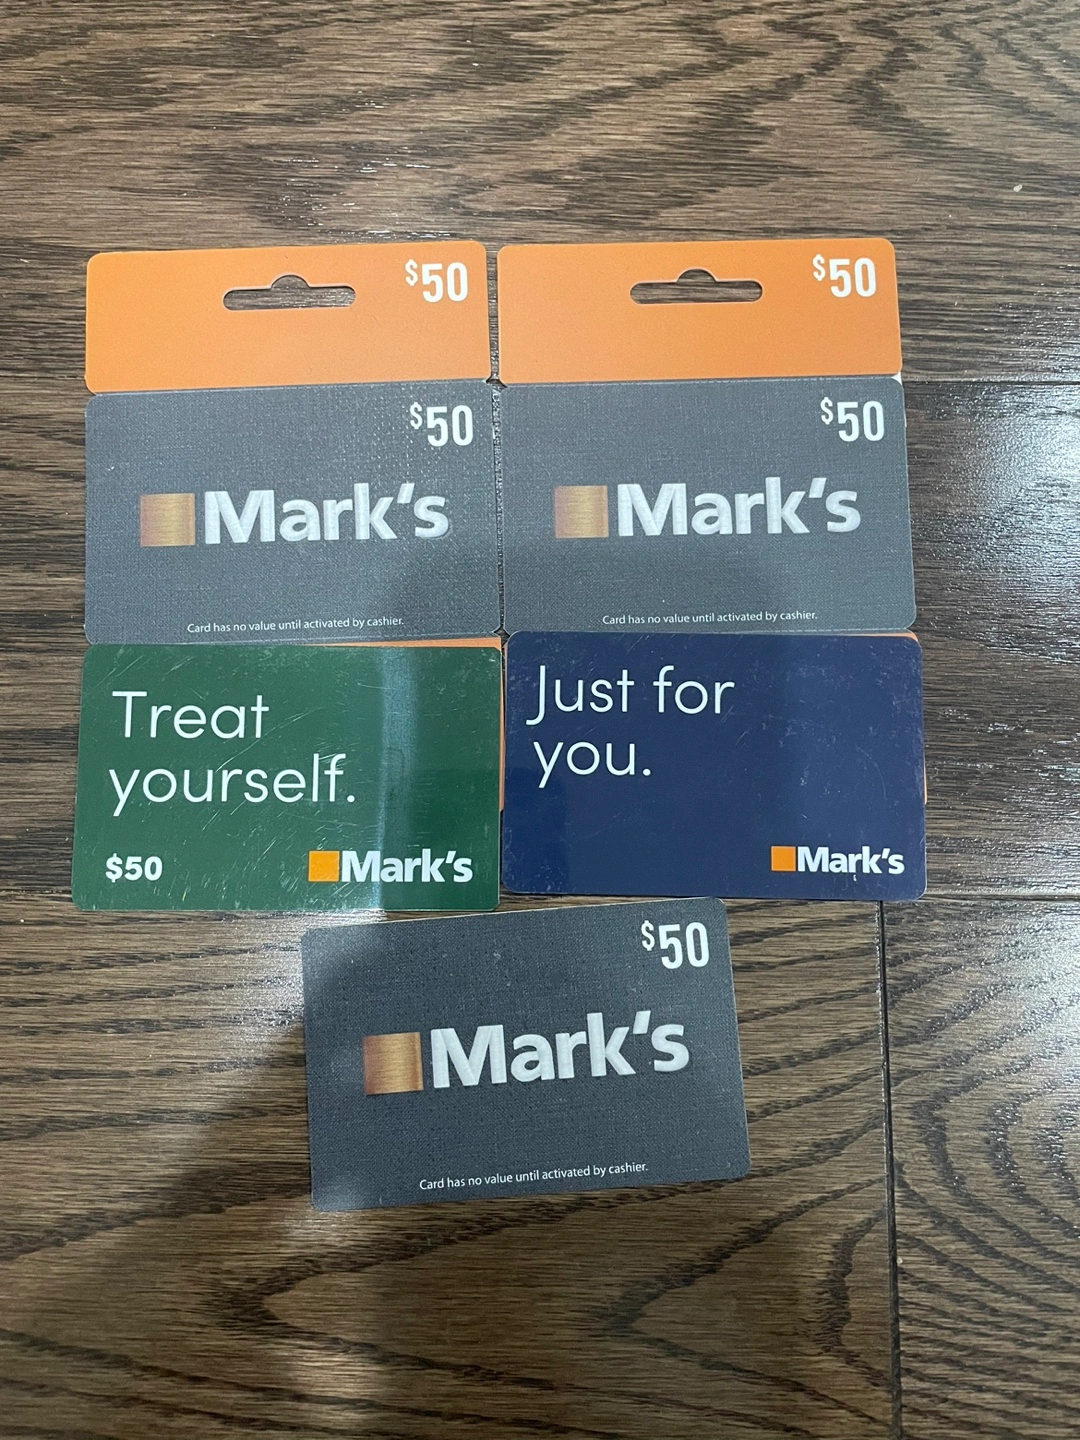 $50
$50
$50
Mark's
Card has no value until activated by cashier.
$50
Mark's
Card has no value until activated by cashier.
Treat
yourself.
$50
Mark's
Just for
you.
Mark's
$50
Mark's
Card has no value until activated by cashier.